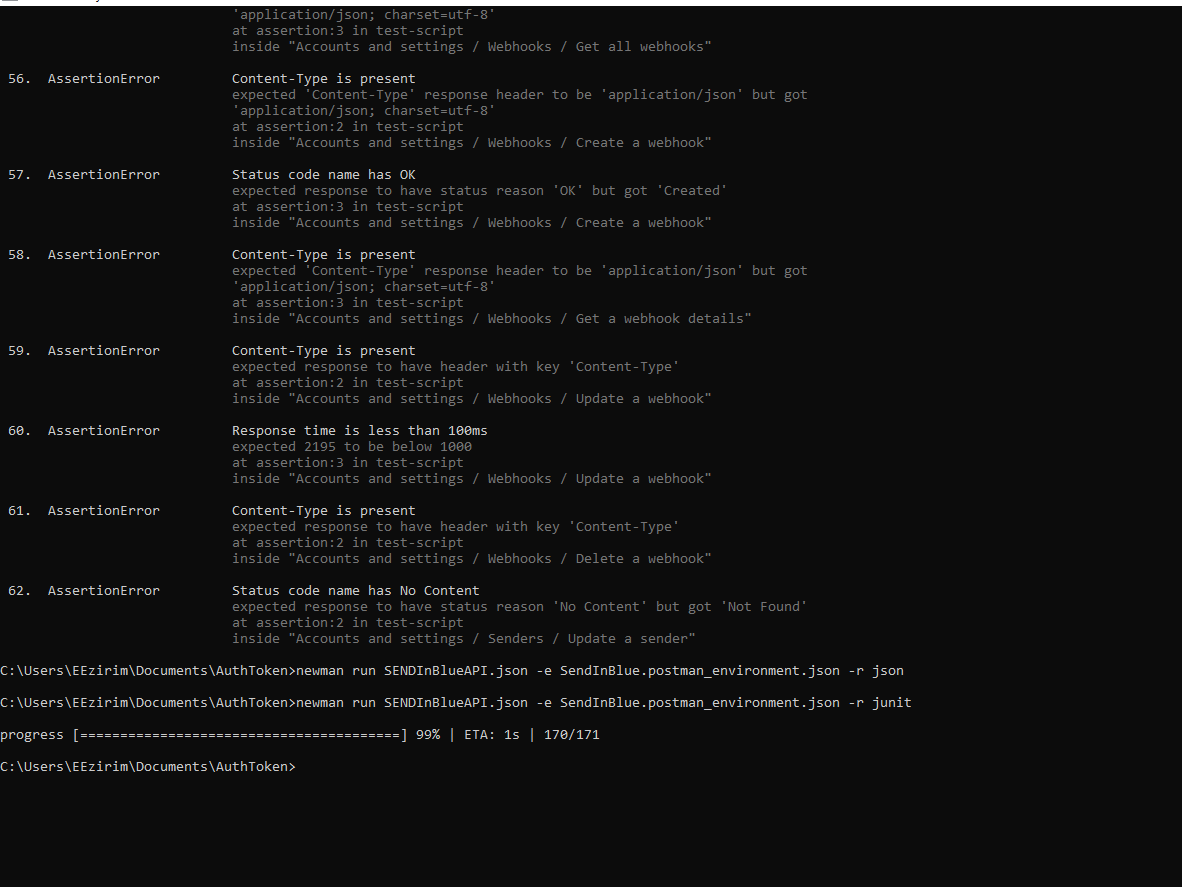 'application/json; charset=utf-8'
at assertion:3 in test-script
inside "Accounts and settings / Webhooks / Get all webhooks"
56. AssertionError Content-Type is present
expected 'Content-Type' response header to be 'application/json' but got
'application/json; charset=utf-8'
at assertion:2 in test-script
inside "Accounts and settings / Webhooks / Create a webhook"
57. AssertionError Status code name has OK
expected response to have status reason 'OK' but got 'Created'
at assertion:3 in test-script
inside "Accounts and settings / Webhooks / Create a webhook"
58. AssertionError Content-Type is present
expected 'Content-Type' response header to be 'application/json' but got
'application/json; charset=utf-8'
at assertion:3 in test-script
inside "Accounts and settings / Webhooks / Get a webhook details"
59. AssertionError Content-Type is present
expected response to have header with key 'Content-Type'
at assertion:2 in test-script
inside "Accounts and settings / Webhooks / Update a webhook"
60. AssertionError Response time is less than 100ms
expected 2195 to be below 1000
at assertion:3 in test-script
inside "Accounts and settings / Webhooks / Update a webhook"
61. AssertionError Content-Type is present
expected response to have header with key 'Content-Type'
at assertion:2 in test-script
inside "Accounts and settings / Webhooks / Delete a webhook"
62. AssertionError Status code name has No Content
expected response to have status reason 'No Content' but got 'Not Found'
at assertion:2 in test-script
inside "Accounts and settings / Senders / Update a sender"
C:\Users\EEzirim\Documents\AuthToken>newman run SENDInBlueAPI.json -e SendInBlue.postman_environment.json -r json
C:\Users\EEzirim\Documents\AuthToken>newman run SENDInBlueAPI.json -e SendInBlue.postman_environment.json -r junit
progress [========================================] 99% | ETA: 1s | 170/171
C:\Users\EEzirim\Documents\AuthToken>